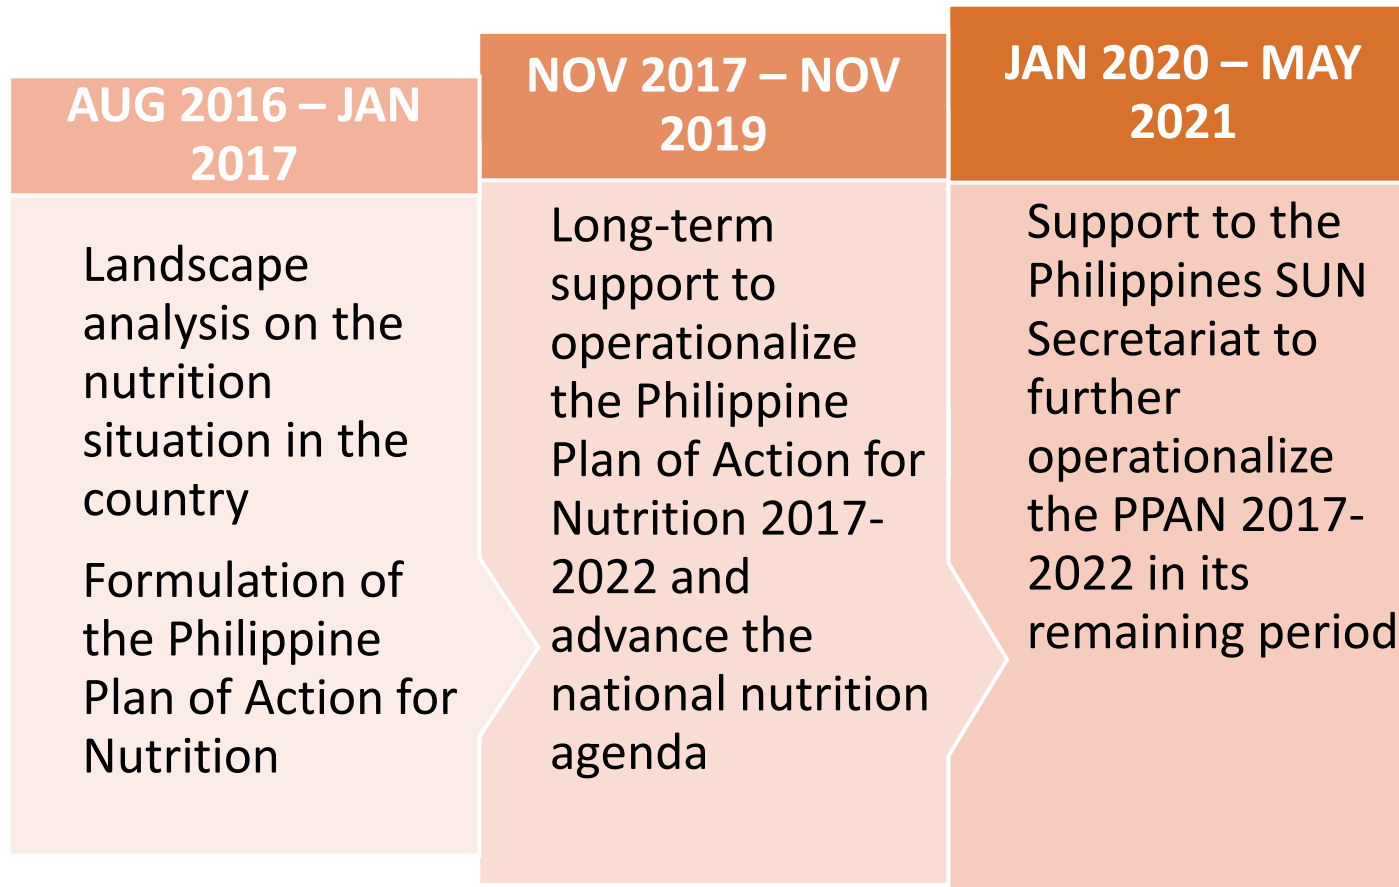 AUG 2016 – JAN
2017
Landscape
analysis on the
nutrition
situation in the
country
Formulation of
the Philippine
Plan of Action for
Nutrition
NOV 2017 – NOV
2019
Long-term
support to
operationalize
the Philippine
Plan of Action for
Nutrition 2017-
2022 and
advance the
national nutrition
agenda
JAN 2020 – MAY
2021
Support to the
Philippines SUN
Secretariat to
further
operationalize
the PPAN 2017-
2022 in its
remaining period